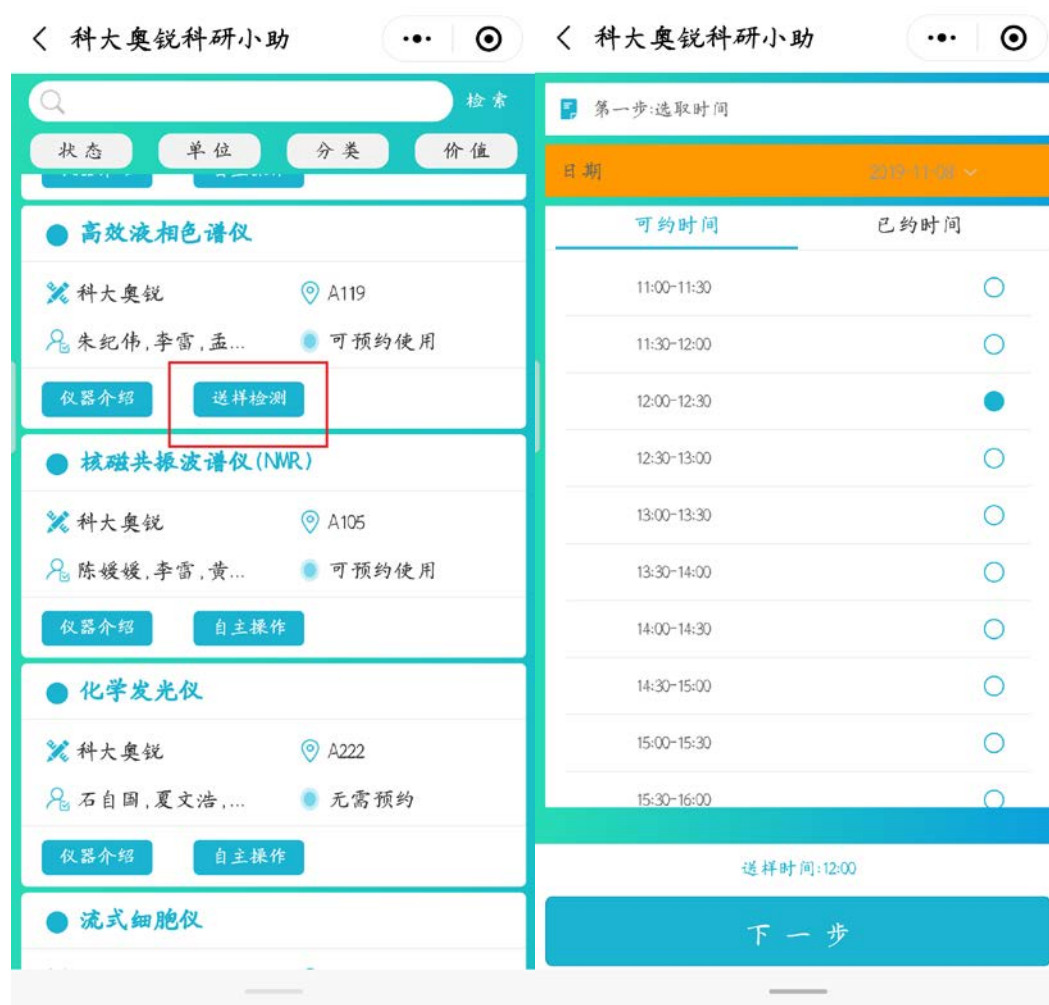 科大奥锐科研小助
检索
状态
单位
分类
价值
高效液相色谱仪
科大奥锐
A119
朱纪伟,李雷,孟...
可预约使用
仪器介绍
送样检测
核磁共振波谱仪(NMR)
科大奥锐
A105
陈媛媛,李雷,黄...
可预约使用
仪器介绍
自主操作
化学发光仪
科大奥锐
A222
石自国,夏文浩,...
无需预约
仪器介绍
自主操作
流式细胞仪
科大奥锐科研小助
第一步:选取时间
日期
2019-11-08
可约时间
已约时间
11:00-11:30
11:30-12:00
12:00-12:30
12:30-13:00
13:00-13:30
13:30-14:00
14:00-14:30
14:30-15:00
15:00-15:30
15:30-16:00
送样时间:12:00
下一步